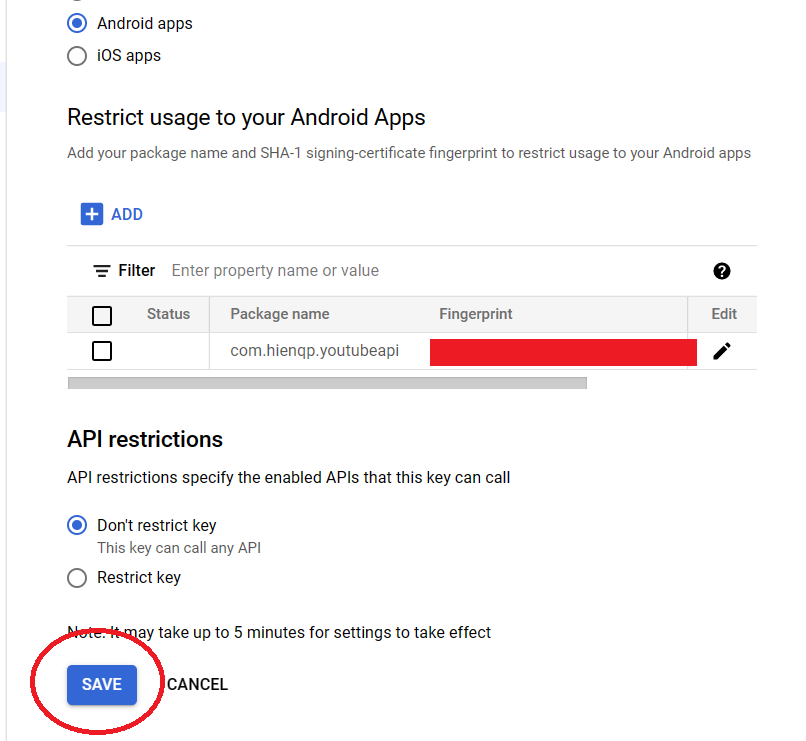 Android apps
iOS apps
Restrict usage to your Android Apps
Add your package name and SHA-1 signing-certificate fingerprint to restrict usage to your Android apps
ADD
Filter Enter property name or value
Status Package name Fingerprint Edit
com.hienqp.youtubeapi
API restrictions
API restrictions specify the enabled APIs that this key can call
Don't restrict key
This key can call any API
Restrict key
Note: It may take up to 5 minutes for settings to take effect
SAVE CANCEL